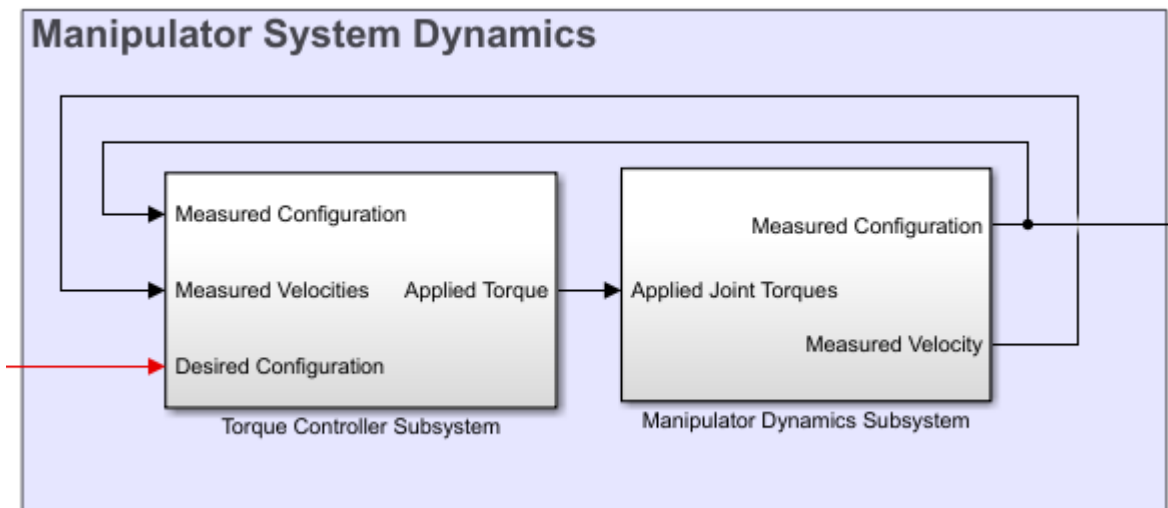 Manipulator System Dynamics
Measured Configuration
Measured Velocities
Applied Torque
Desired Configuration
Torque Controller Subsystem
Measured Configuration
Applied Joint Torques
Measured Velocity
Manipulator Dynamics Subsystem